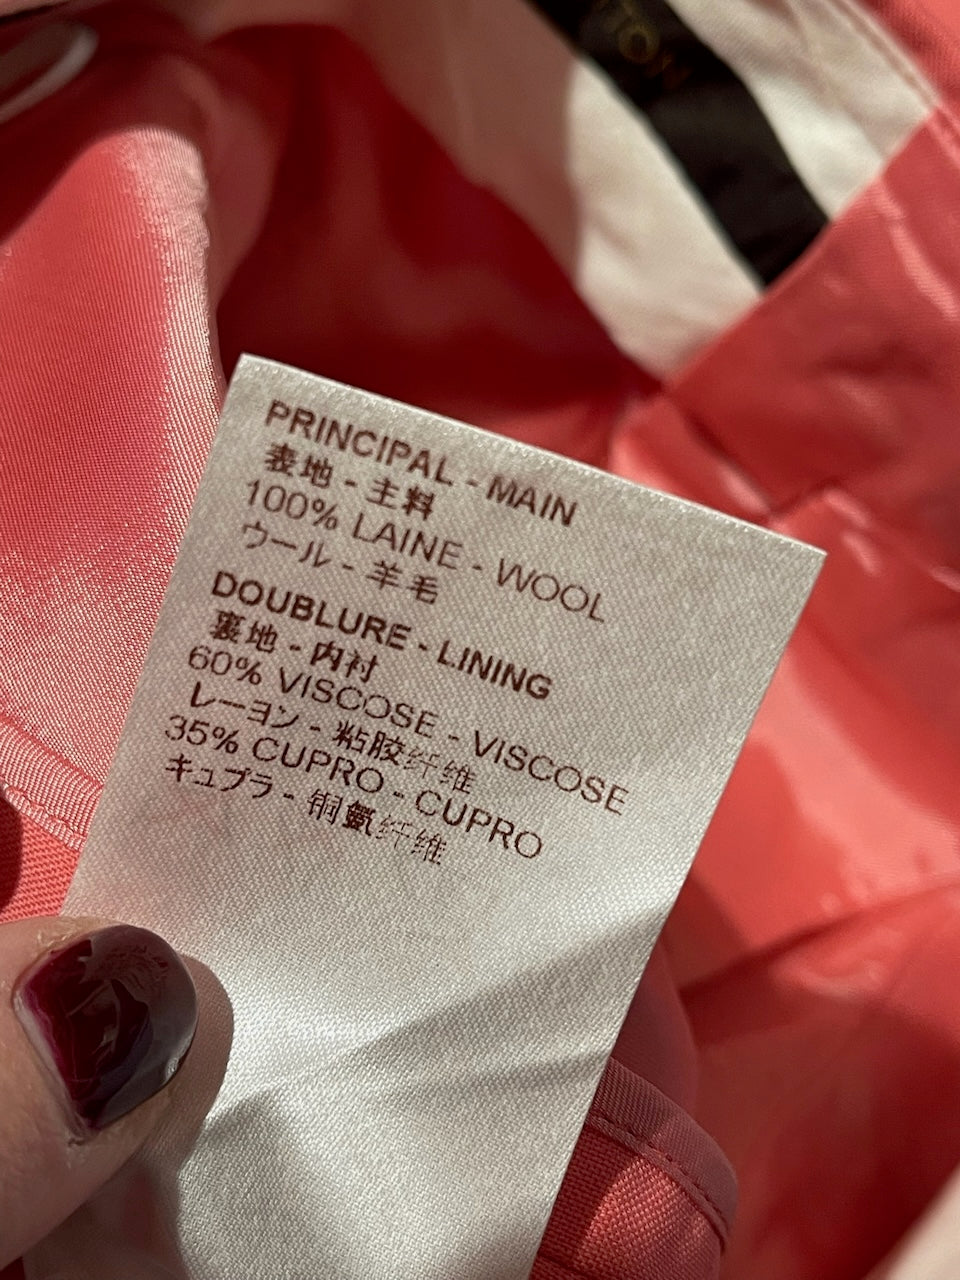 TTON
PRINCIPAL - MAIN
表地 - 主料
100% LAINE - WOOL
ウール - 羊毛
DOUBLURE - LINING
裏地 - 内衬
60% VISCOSE - VISCOSE
レーヨン - 粘胶纤维
35% CUPRO - CUPRO
キュプラ - 铜氨纤维